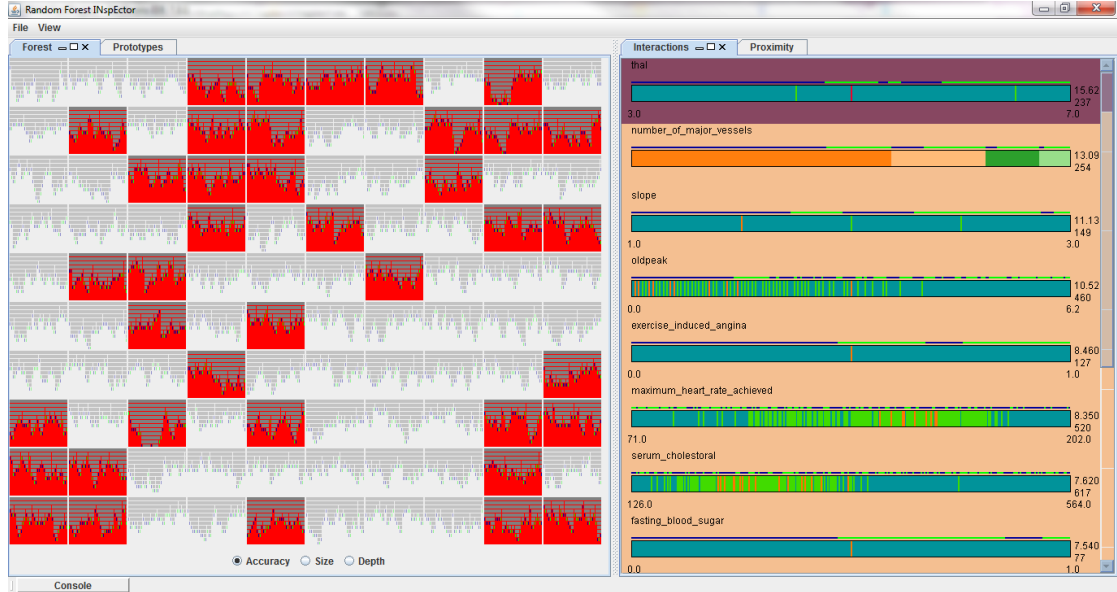 Random Forest INspEctor
File View
Forest
Prototypes
Interactions
Proximity
thal
15.62
237
3.0 7.0
number_of_major_vessels
13.09
254
slope
11.13
149
1.0 3.0
oldpeak
10.52
460
0.0 6.2
exercise_induced_angina
8.460
127
0.0 1.0
maximum_heart_rate_achieved
8.350
520
71.0 202.0
serum_cholestoral
7.620
617
126.0 564.0
fasting_blood_sugar
7.540
77
0.0 1.0
Accuracy Size Depth
Console